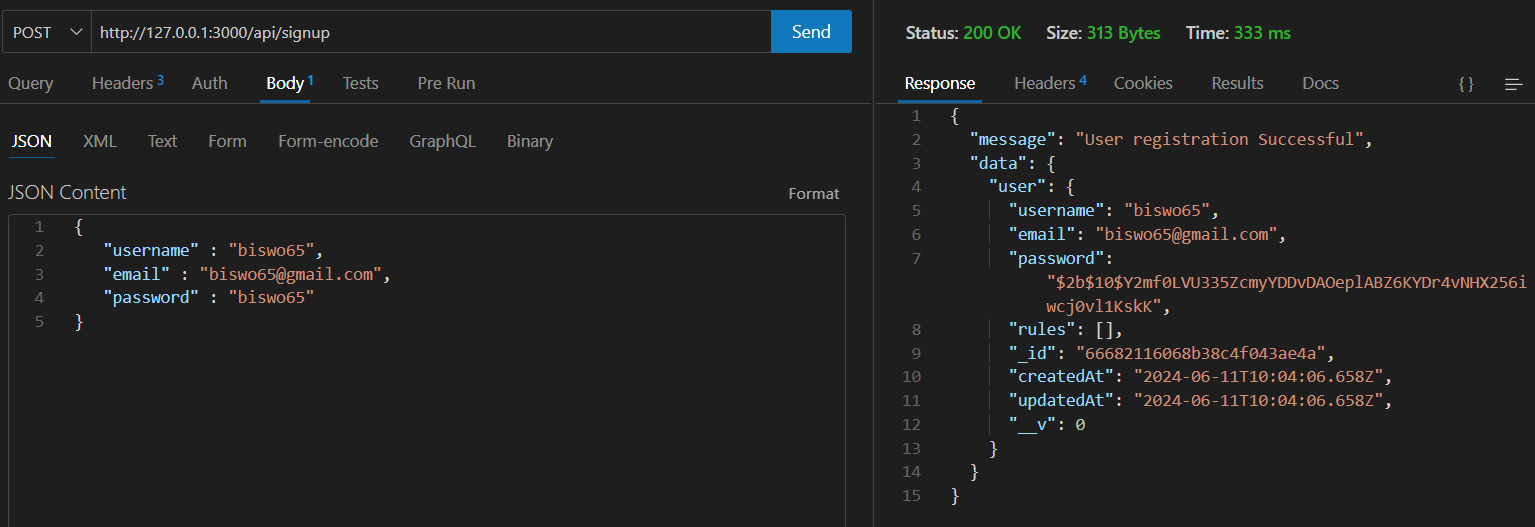 POST http://127.0.0.1:3000/api/signup Send
Query Headers 3 Auth Body 1 Tests Pre Run
JSON XML Text Form Form-encode GraphQL Binary
JSON Content Format
1 {
2 "username" : "biswo65",
3 "email" : "biswo65@gmail.com",
4 "password" : "biswo65"
5 }
Status: 200 OK Size: 313 Bytes Time: 333 ms
Response Headers 4 Cookies Results Docs {}
1 {
2 "message": "User registration Successful",
3 "data": {
4 "user": {
5 "username": "biswo65",
6 "email": "biswo65@gmail.com",
7 "password":
"$2b$10$Y2mf0LVU335ZcmyYDDvDAOeplABZ6KYDr4vNHX256i
wcj0vl1KskK",
8 "rules": [],
9 "_id": "66682116068b38c4f043ae4a",
10 "createdAt": "2024-06-11T10:04:06.658Z",
11 "updatedAt": "2024-06-11T10:04:06.658Z",
12 "__v": 0
13 }
14 }
15 }